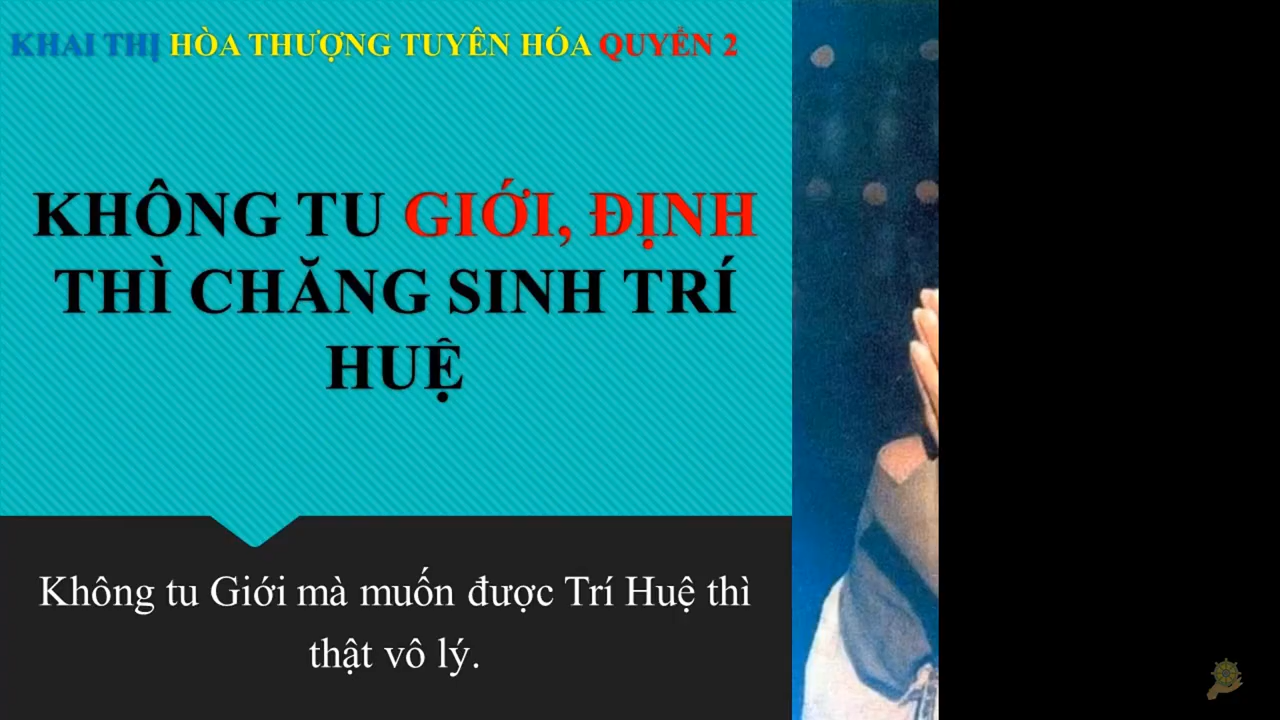 KHAI THỊ HÒA THƯỢNG TUYÊN HÓA QUYỂN 2
KHÔNG TU GIỚI, ĐỊNH
THÌ CHĂNG SINH TRÍ
HUỆ
Không tu Giới mà muốn được Trí Huệ thì
thật vô lý.